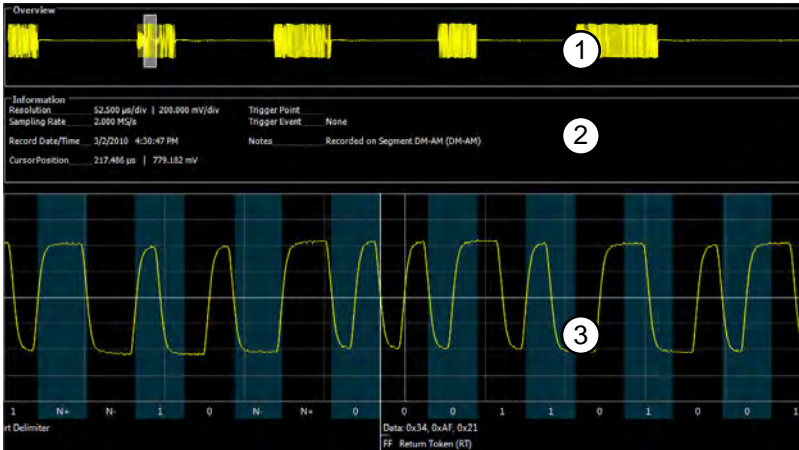 Overview
1
Information
Resolution 52.500 µs/div | 200.000 mV/div Trigger Point
Sampling Rate 2.000 MS/s Trigger Event None
2
Record Date/Time 3/2/2010 4:30:47 PM Notes Recorded on Segment DM-AM (DM-AM)
CursorPosition 217.486 µs | 779.182 mV
3
1 N+ N- 1 0 N- N+ 0 0 0 1 1 0 1 0 0 1
rt Delimiter Data: 0x34, 0xAF, 0x21
FF Return Token (RT)